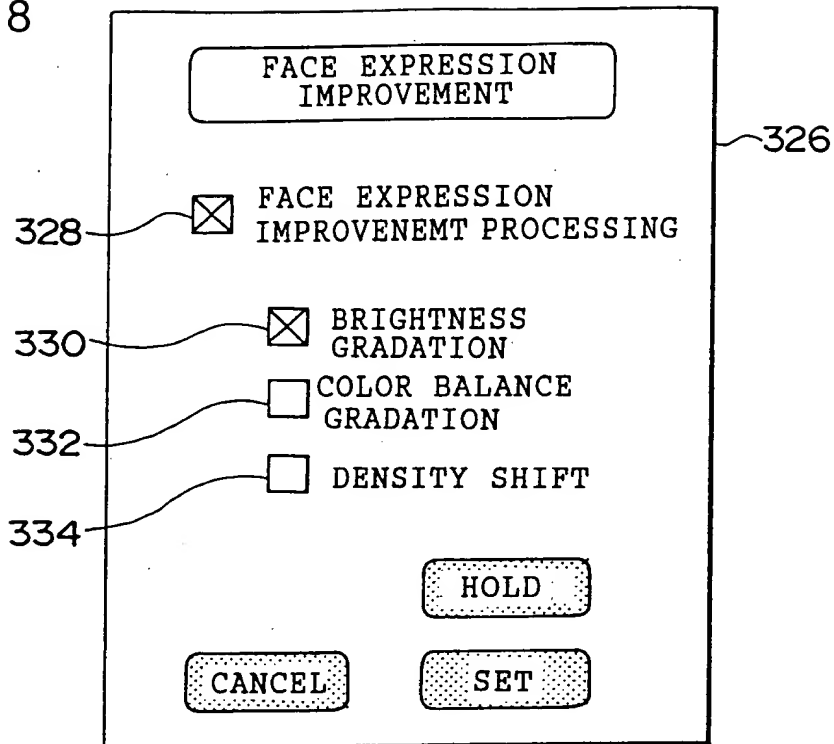 8
FACE EXPRESSION
IMPROVEMENT
326
FACE EXPRESSION
IMPROVENEMT PROCESSING
328
BRIGHTNESS
GRADATION
330
COLOR BALANCE
GRADATION
332
DENSITY SHIFT
334
HOLD
CANCEL
SET